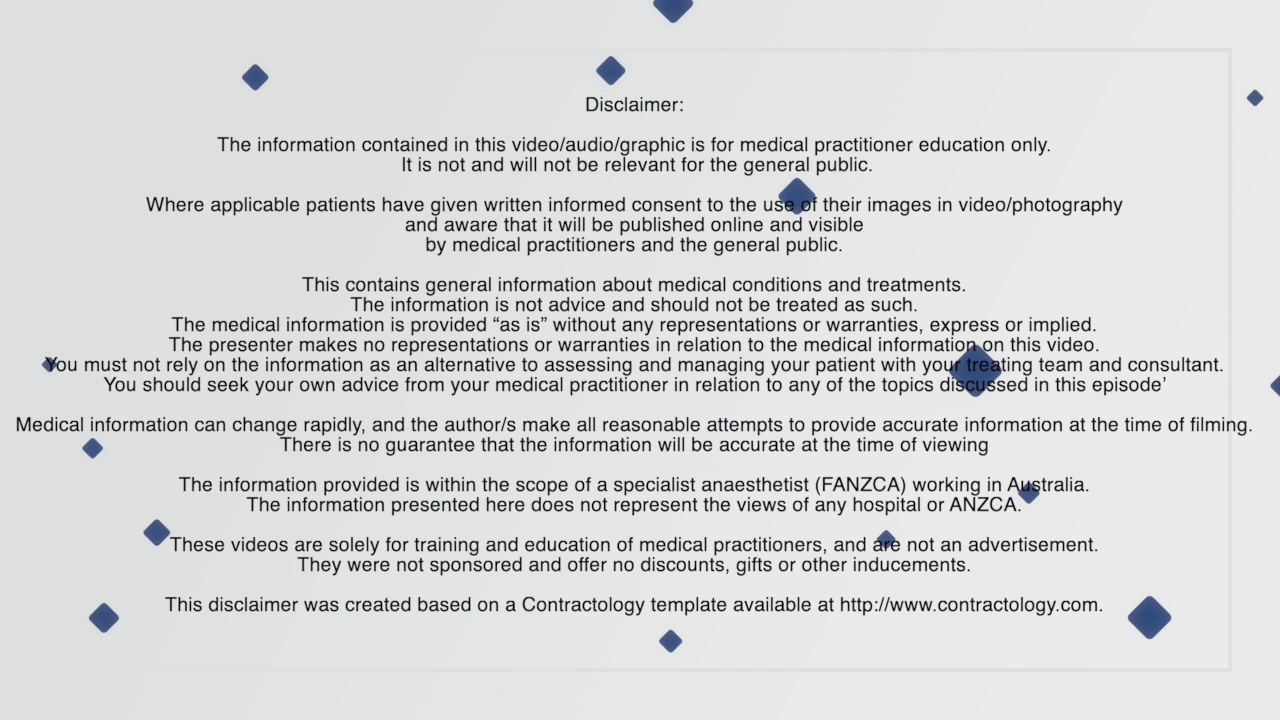 Disclaimer:
The information contained in this video/audio/graphic is for medical practitioner education only.
It is not and will not be relevant for the general public.
Where applicable patients have given written informed consent to the use of their images in video/photography
and aware that it will be published online and visible
by medical practitioners and the general public.
This contains general information about medical conditions and treatments.
The information is not advice and should not be treated as such.
The medical information is provided “as is” without any representations or warranties, express or implied.
The presenter makes no representations or warranties in relation to the medical information on this video.
You must not rely on the information as an alternative to assessing and managing your patient with your treating team and consultant.
You should seek your own advice from your medical practitioner in relation to any of the topics discussed in this episode’
Medical information can change rapidly, and the author/s make all reasonable attempts to provide accurate information at the time of filming.
There is no guarantee that the information will be accurate at the time of viewing
The information provided is within the scope of a specialist anaesthetist (FANZCA) working in Australia.
The information presented here does not represent the views of any hospital or ANZCA.
These videos are solely for training and education of medical practitioners, and are not an advertisement.
They were not sponsored and offer no discounts, gifts or other inducements.
This disclaimer was created based on a Contractology template available at http://www.contractology.com.